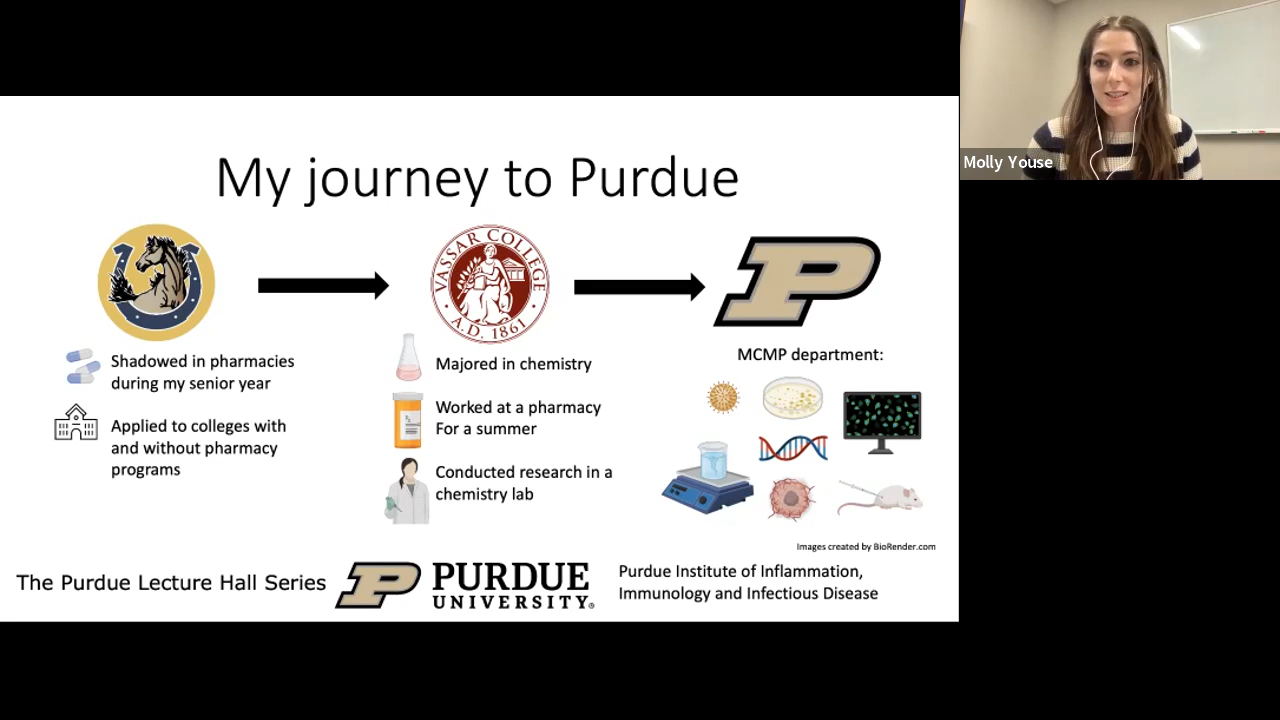 My journey to Purdue
VASSAR COLLEGE
A.D. 1861
P
Shadowed in pharmacies
during my senior year
Applied to colleges with
and without pharmacy
programs
Majored in chemistry
Worked at a pharmacy
For a summer
Conducted research in a
chemistry lab
MCMP department:
Images created by BioRender.com
The Purdue Lecture Hall Series
P
PURDUE
UNIVERSITY®
Purdue Institute of Inflammation,
Immunology and Infectious Disease
Molly Youse